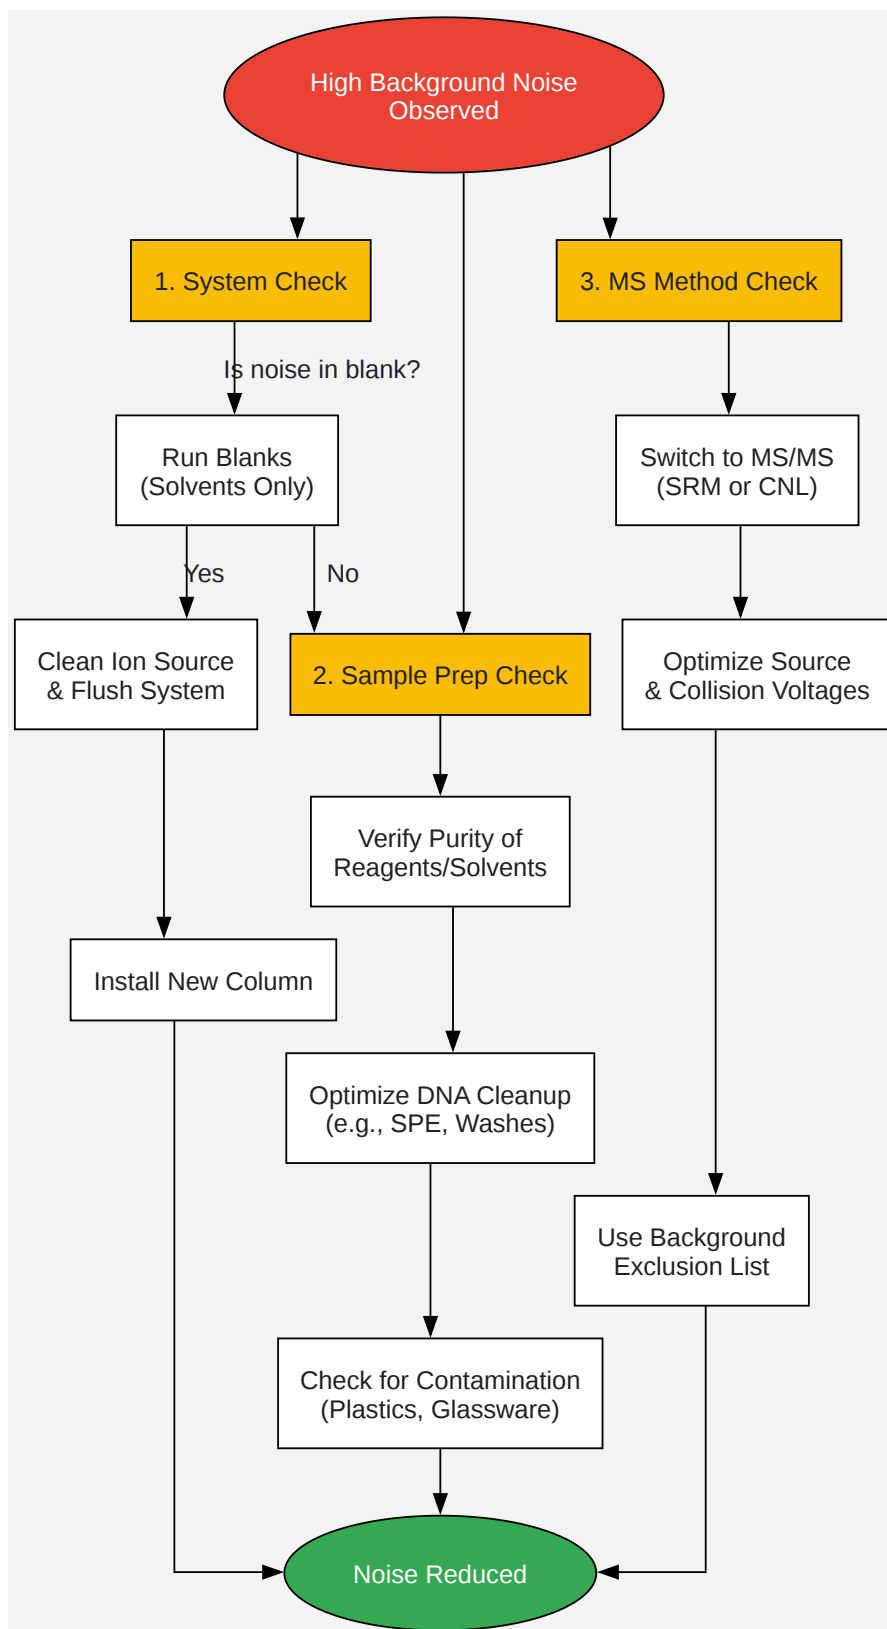 High Background Noise
Observed
1. System Check
3. MS Method Check
Is noise in blank?
Run Blanks
(Solvents Only)
Switch to MS/MS
(SRM or CNL)
Yes
No
Clean Ion Source
& Flush System
2. Sample Prep Check
Optimize Source
& Collision Voltages
Verify Purity of
Reagents/Solvents
Install New Column
Optimize DNA Cleanup
(e.g., SPE, Washes)
Use Background
Exclusion List
Check for Contamination
(Plastics, Glassware)
Noise Reduced